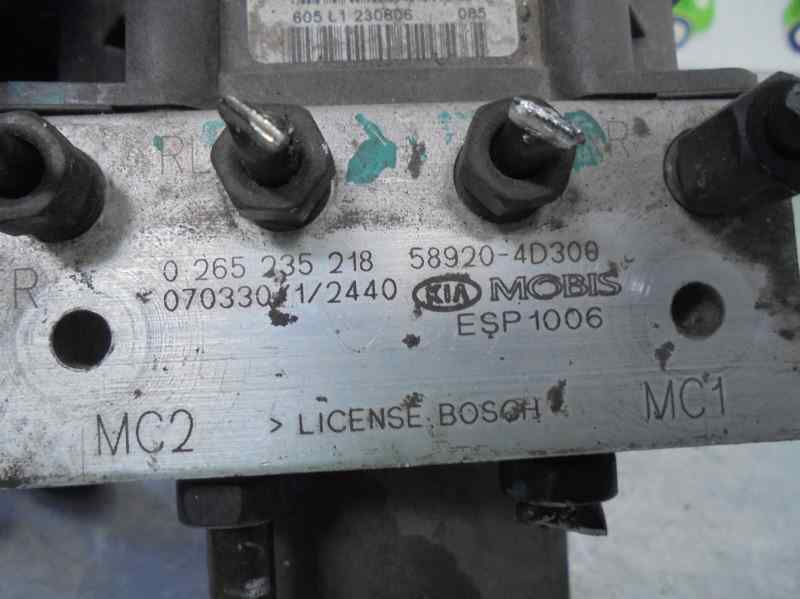 605 L1 230806 085
RL R
0 265 235 218 58920-4D300
R 070330 1/2440 KIA MOBIS
ESP1006
MC2 > LICENSE BOSCH MC1